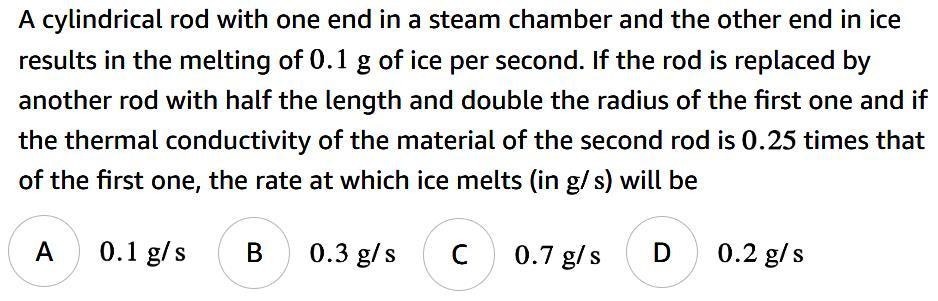 A cylindrical rod with one end in a steam chamber and the other end in ice
results in the melting of 0.1 g of ice per second. If the rod is replaced by
another rod with half the length and double the radius of the first one and if
the thermal conductivity of the material of the second rod is 0.25 times that
of the first one, the rate at which ice melts (in g/s) will be
A 0.1 g/s B 0.3 g/s C 0.7 g/s D 0.2 g/s